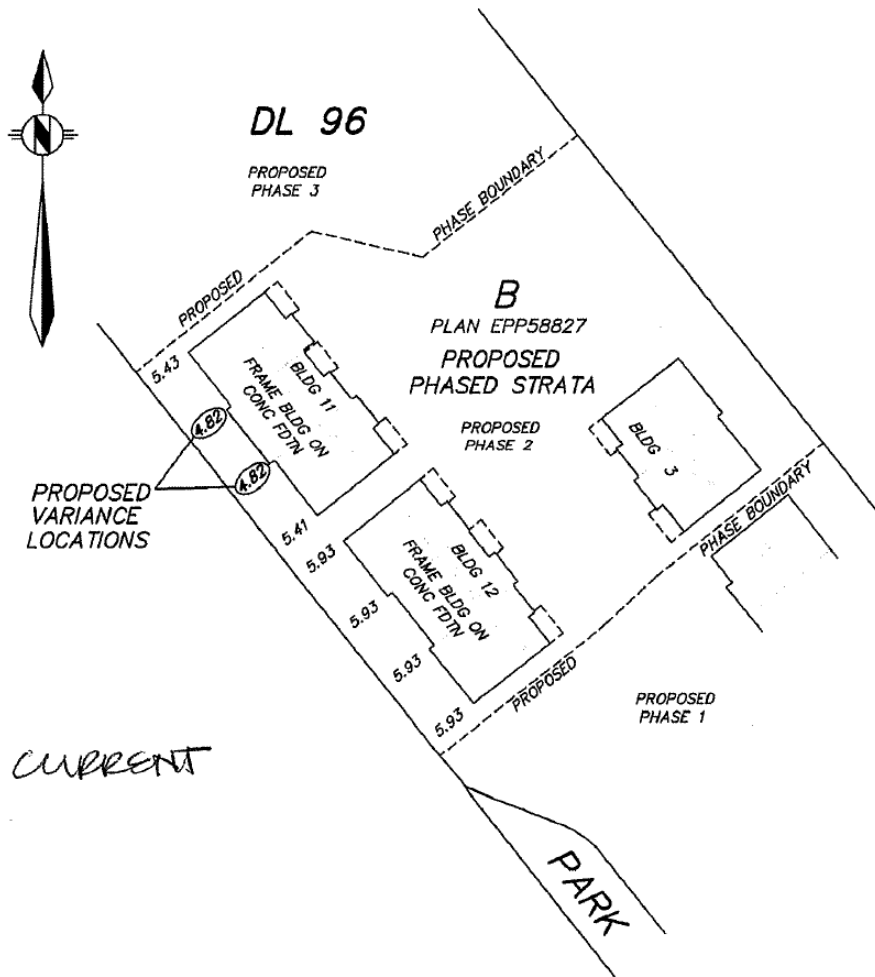 N
DL 96
PROPOSED
PHASE 3
PHASE BOUNDARY
PROPOSED
B
PLAN EPP58827
PROPOSED
PHASED STRATA
PROPOSED
PHASE 2
5.43
BLDG 11
FRAME BLDG ON
CONC FDTN
4.82
4.82
PROPOSED
VARIANCE
LOCATIONS
BLDG 3
PHASE BOUNDARY
5.41
5.93
BLDG 12
FRAME BLDG ON
CONC FDTN
5.93
5.93
5.93
PROPOSED
PROPOSED
PHASE 1
CURRENT
PARK